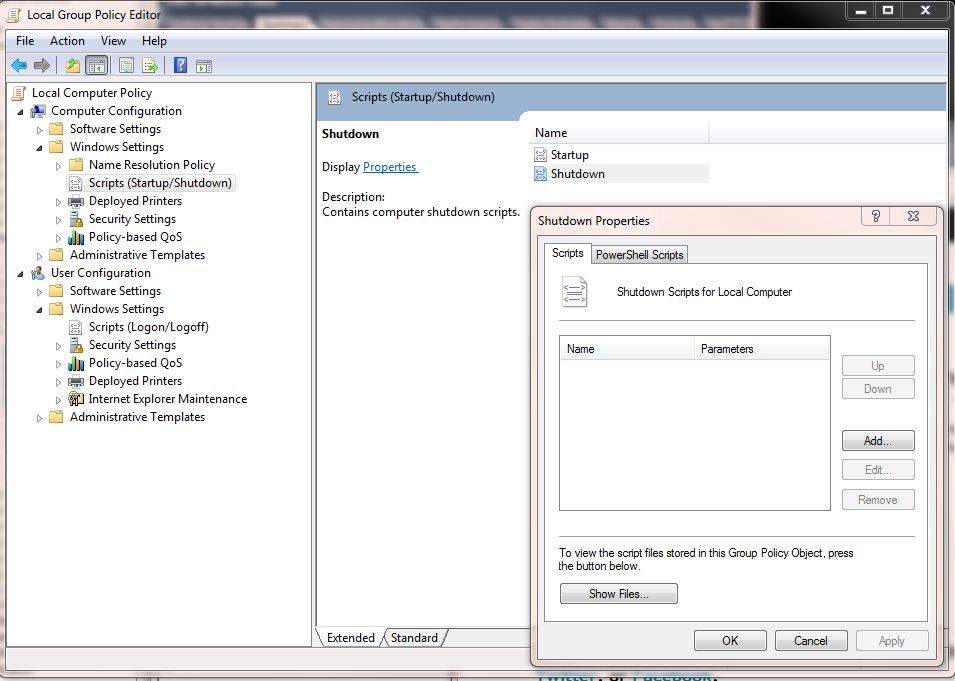 Local Group Policy Editor
File Action View Help
Local Computer Policy
Computer Configuration
Software Settings
Windows Settings
Name Resolution Policy
Scripts (Startup/Shutdown)
Deployed Printers
Security Settings
Policy-based QoS
Administrative Templates
User Configuration
Software Settings
Windows Settings
Scripts (Logon/Logoff)
Security Settings
Policy-based QoS
Deployed Printers
Internet Explorer Maintenance
Administrative Templates
Scripts (Startup/Shutdown)
Shutdown
Display Properties
Description:
Contains computer shutdown scripts.
Name
Startup
Shutdown
Extended Standard
Shutdown Properties
Scripts PowerShell Scripts
Shutdown Scripts for Local Computer
Name Parameters
Up
Down
Add...
Edit...
Remove
To view the script files stored in this Group Policy Object, press
the button below.
Show Files...
OK Cancel Apply
Twitter, or Facebook.